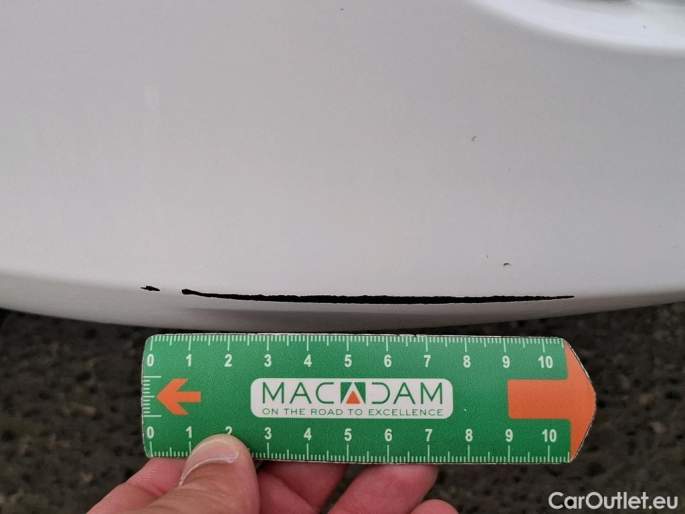 0 1 2 3 4 5 6 7 8 9 10
MACADAM
ON THE ROAD TO EXCELLENCE
0 1 2 3 4 5 6 7 8 9 10
CarOutlet.eu